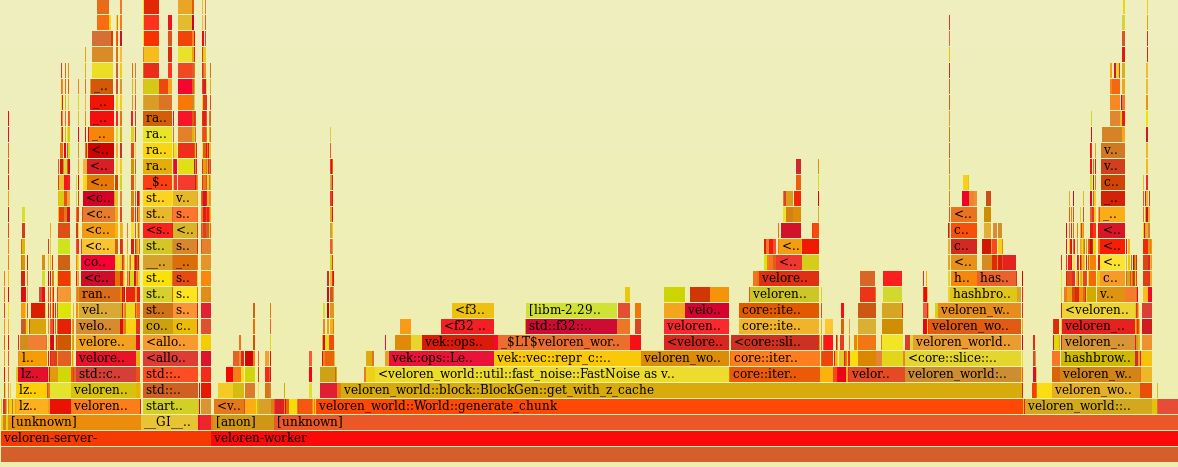 _..
_..
_.. ra..
_.. ra..
<.. ra.. v..
<.. ra.. v..
<.. _$.. c..
<c.. st.. v.. _..
<c.. st.. s.. <.. _..
<c.. <s.. <.. c.. <..
<c.. st.. s.. <.. c.. <..
co.. __.. _.. <.. <.. <..
<c.. st.. s.. velore.. h.. has.. c..
ran.. st.. s.. veloren.. hashbro.. v..
vel.. st.. s.. <f3.. [libm-2.29.. velo.. core::ite.. veloren_w.. <veloren..
velo.. co.. c.. <f32 .. std::f32::.. veloren.. core::ite.. veloren_wo.. veloren_..
velore.. <allo.. vek::ops.. _$LT$veloren_wor.. <velore.. <core::sli.. veloren_world.. veloren_..
l.. velore.. <allo.. vek::ops::Le.. vek::vec::repr_c::.. veloren_wo.. core::iter.. <core::slice::.. hashbrow..
lz.. std::c.. std::.. <veloren_world::util::fast_noise::FastNoise as v.. core::iter.. velor.. veloren_world:.. veloren_w..
lz.. veloren.. std::.. veloren_world::block::BlockGen::get_with_z_cache veloren_wo..
lz.. veloren.. start.. <v.. veloren_world::World::generate_chunk veloren_world::..
[unknown] __GI__.. [anon] [unknown]
veloren-server- veloren-worker